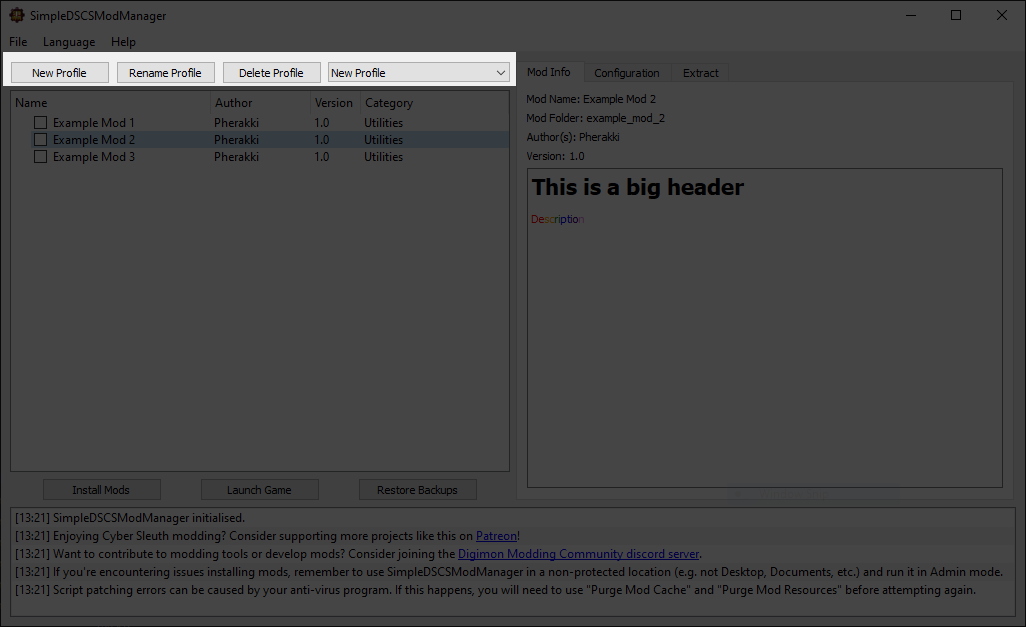 SimpleDSCSModManager
File Language Help
New Profile Rename Profile Delete Profile New Profile
Name Author Version Category
Example Mod 1 Pherakki 1.0 Utilities
Example Mod 2 Pherakki 1.0 Utilities
Example Mod 3 Pherakki 1.0 Utilities
Install Mods Launch Game Restore Backups
Mod Info Configuration Extract
Mod Name: Example Mod 2
Mod Folder: example_mod_2
Author(s): Pherakki
Version: 1.0
This is a big header
Description
[13:21] SimpleDSCSModManager initialised.
[13:21] Enjoying Cyber Sleuth modding? Consider supporting more projects like this on Patreon!
[13:21] Want to contribute to modding tools or develop mods? Consider joining the Digimon Modding Community discord server.
[13:21] If you're encountering issues installing mods, remember to use SimpleDSCSModManager in a non-protected location (e.g. not Desktop, Documents, etc.) and run it in Admin mode.
[13:21] Script patching errors can be caused by your anti-virus program. If this happens, you will need to use "Purge Mod Cache" and "Purge Mod Resources" before attempting again.